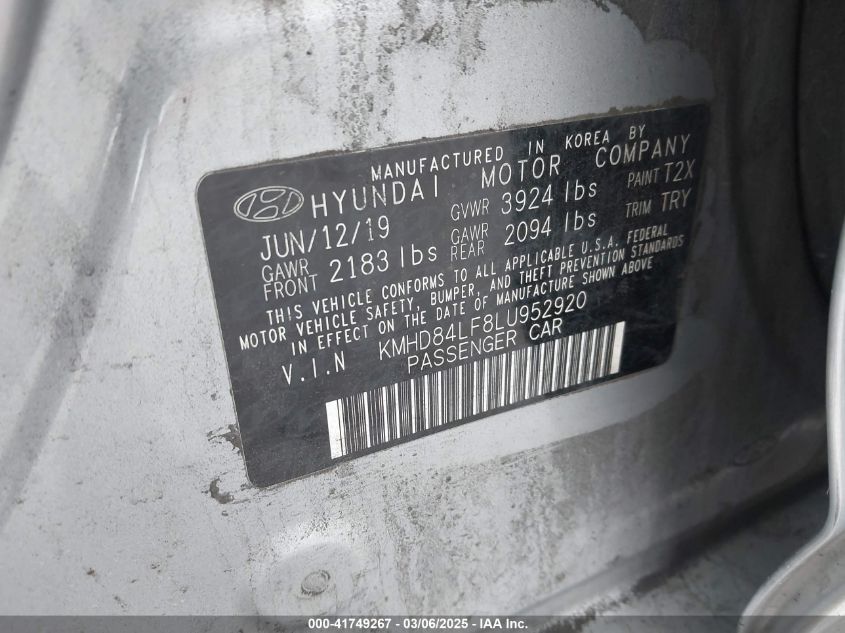 MANUFACTURED IN KOREA BY
HYUNDAI MOTOR COMPANY
JUN/12/19 GVWR 3924 lbs PAINT T2X
GAWR FRONT 2183 lbs GAWR REAR 2094 lbs TRIM TRY
THIS VEHICLE CONFORMS TO ALL APPLICABLE U.S.A. FEDERAL
MOTOR VEHICLE SAFETY, BUMPER, AND THEFT PREVENTION STANDARDS
IN EFFECT ON THE DATE OF MANUFACTURE SHOWN ABOVE
V.I.N KMHD84LF8LU952920
PASSENGER CAR
000-41749267 - 03/06/2025 - IAA Inc.